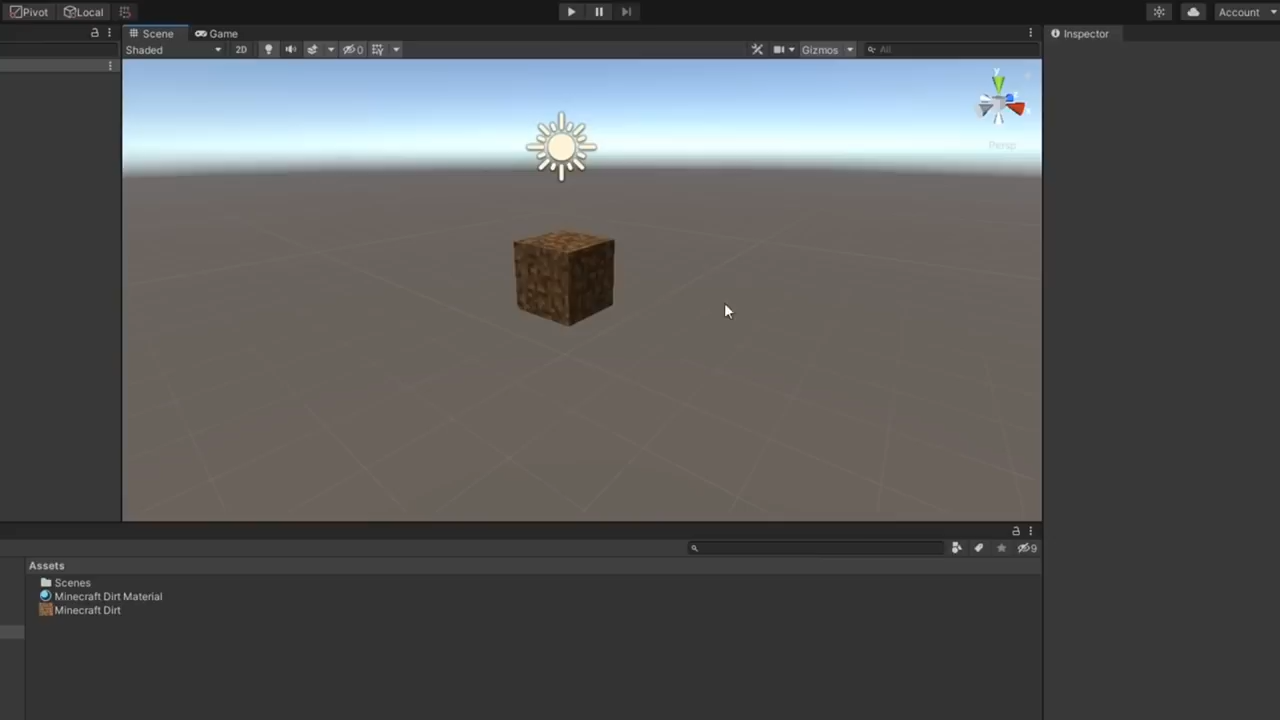 Pivot Local Account
Scene Game Inspector
Shaded 2D 0 Gizmos All
y
x
Persp
9
Assets
Scenes
Minecraft Dirt Material
Minecraft Dirt